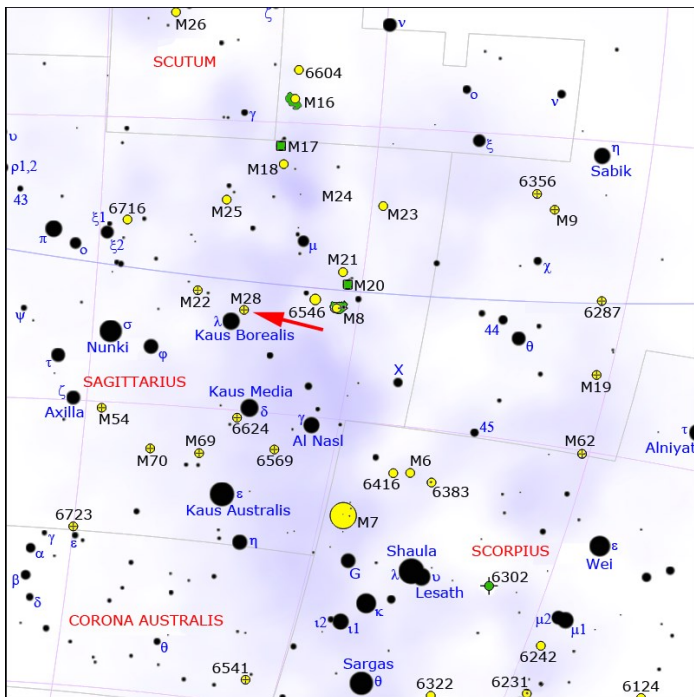 M26
ζ
ν
SCUTUM
6604
M16
ο
ν
γ
M17
ξ
η
υ
M18
Sabik
ρ1,2
M24
6356
43
M25
M23
M9
6716
ξ1
π
ο
ξ2
μ
M21
χ
M20
M22
M28
6546
M8
6287
ψ
λ
Kaus Borealis
44
σ
Nunki
φ
θ
τ
X
M19
SAGITTARIUS
Kaus Media
ζ
δ
Axilla
M54
6624
γ
Al Nasl
45
τ
M62
Alniyat
M70
M69
6569
M6
6416
6383
ε
Kaus Australis
M7
6723
γ
ε
η
Shaula
SCORPIUS
ε
α
G
Wei
β
λ
υ
6302
Lesath
δ
κ
CORONA AUSTRALIS
ι2
ι1
μ2
μ1
θ
6242
6541
Sargas
θ
6322
6231
6124